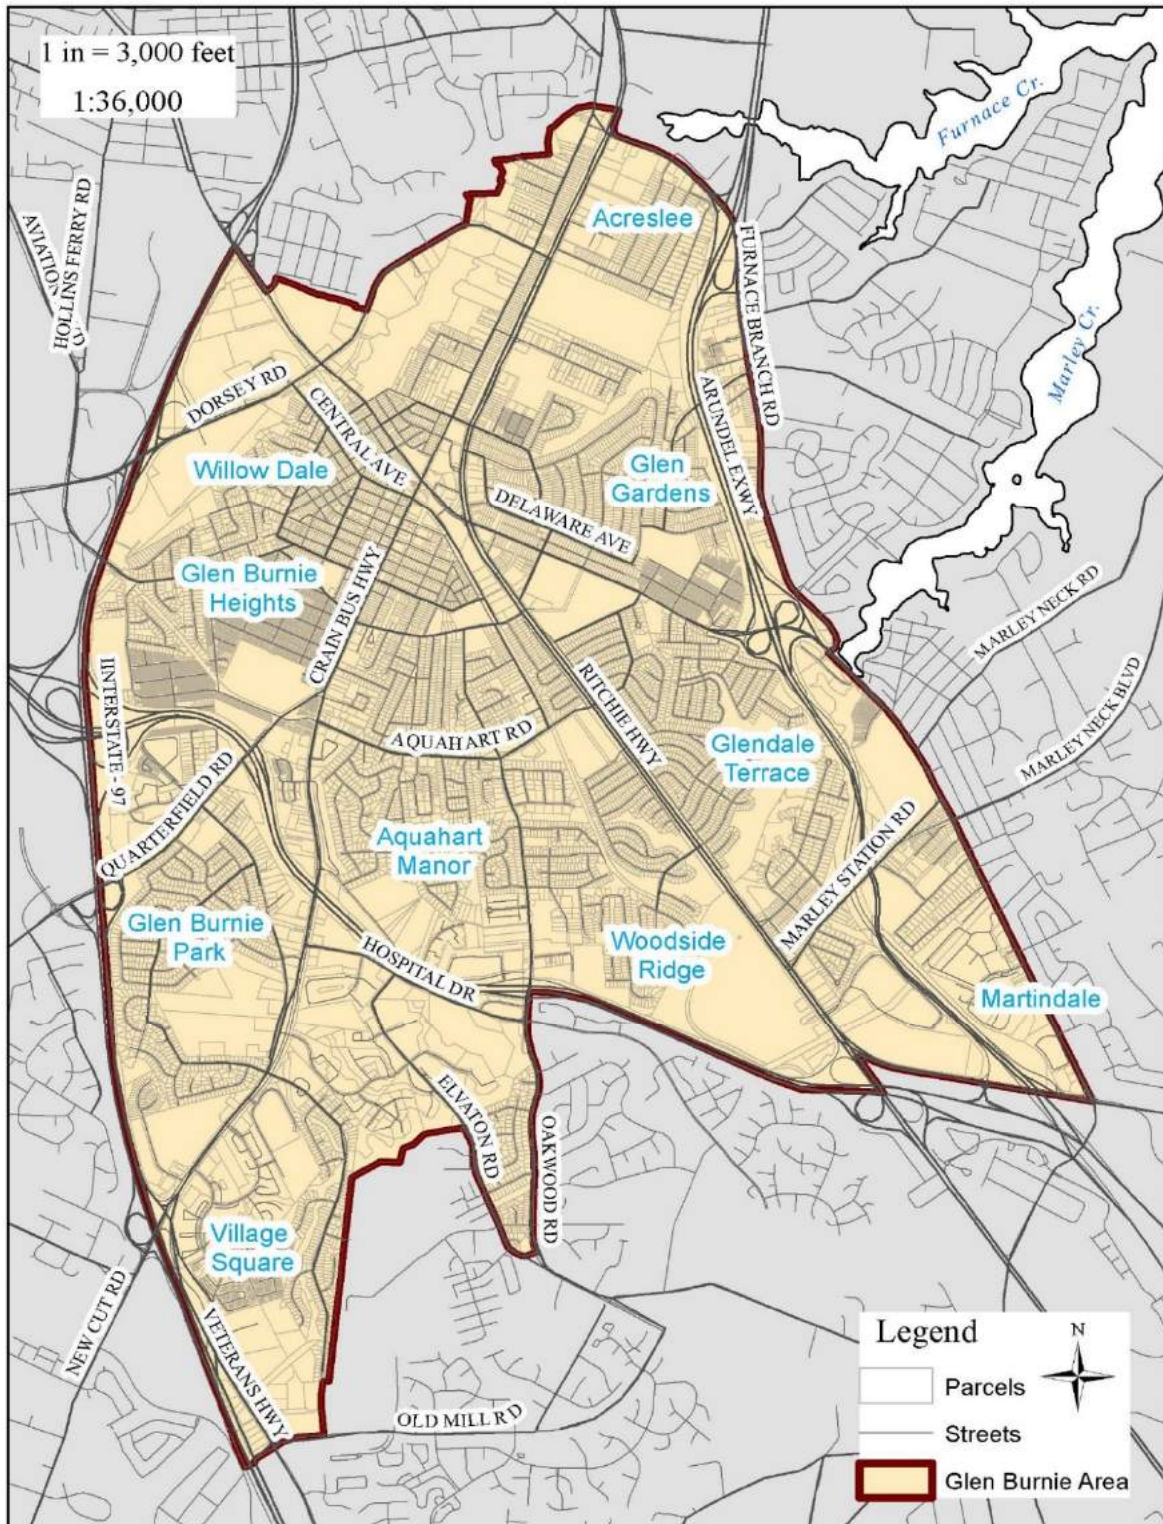 1 in = 3,000 feet
1:36,000
Furnace Cr.
Marley Cr.
AVIATION
HOLLINS FERRY RD
Acreslee
FURNACE BRANCH RD
DORSEY RD
CENTRAL AVE
ARUNDEL EXWY
Willow Dale
Glen
Gardens
DELAWARE AVE
Glen Burnie
Heights
CRAIN BUS HWY
MARLEY NECK RD
MARLEY NECK BLVD
IINTERSTATE - 97
RITCHIE HWY
AQUAHART RD
Glendale
Terrace
QUARTERFIELD RD
Aquahart
Manor
MARLEY STATION RD
Glen Burnie
Park
HOSPITAL DR
Woodside
Ridge
Martindale
ELVATON RD
OAKWOOD RD
Village
Square
NEW CUT RD
VETERANS HWY
OLD MILL RD
Legend
N
Parcels
Streets
Glen Burnie Area